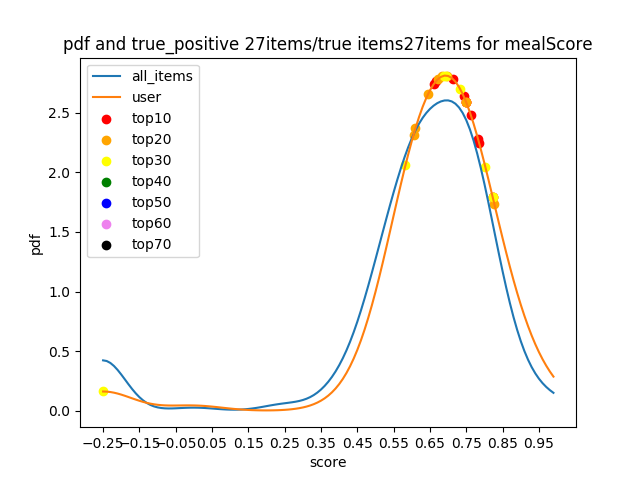 pdf and true_positive 27items/true items27items for mealScore
all_items
user
top10
top20
top30
top40
top50
top60
top70
pdf
2.5
2.0
1.5
1.0
0.5
0.0
−0.25 −0.15 −0.05 0.05 0.15 0.25 0.35 0.45 0.55 0.65 0.75 0.85 0.95
score